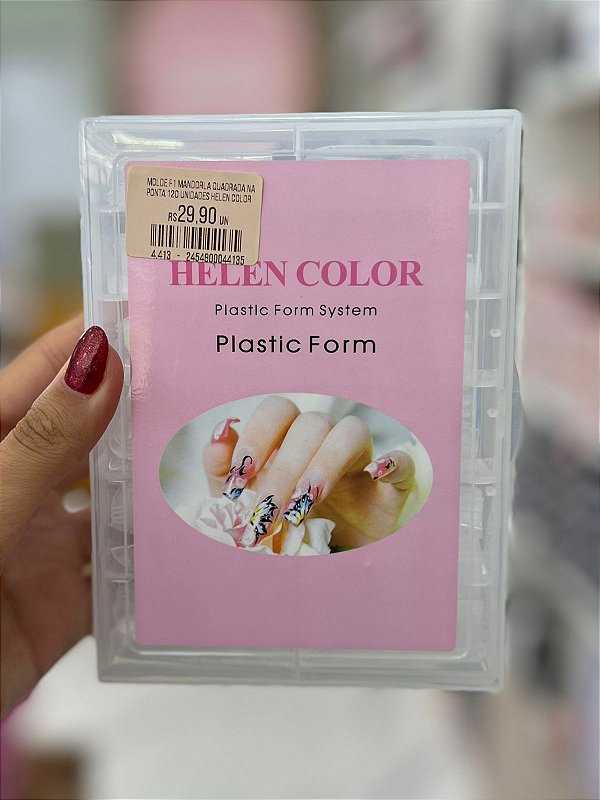 MOLDE F1 MANDORLA QUADRADA NA
PONTA 120 UNIDADES HELEN COLOR
R$ 29,90 UN
4.413 - 2454800044135
HELEN COLOR
Plastic Form System
Plastic Form